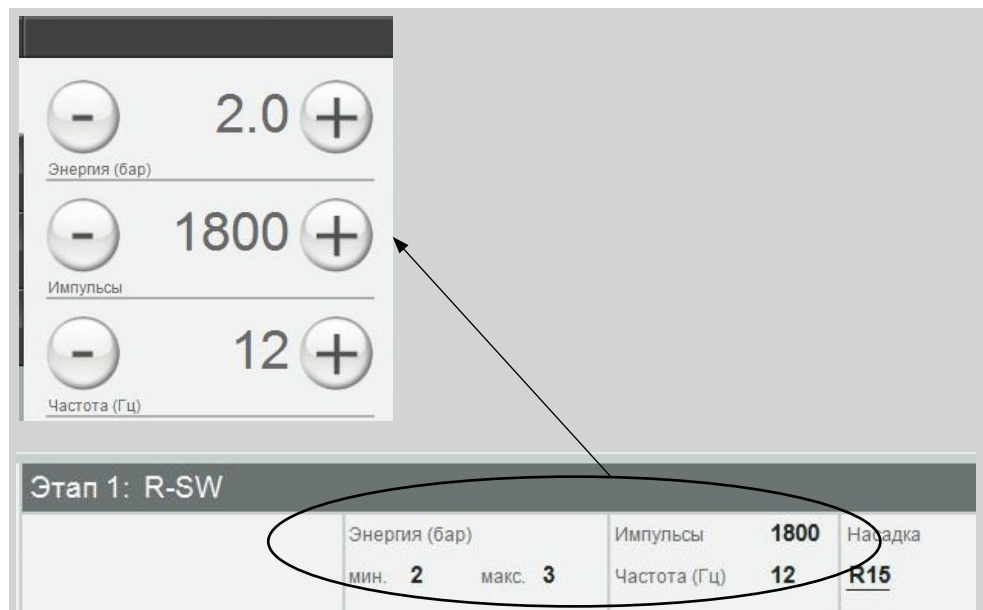 - 2.0 +
Энергия (бар)
- 1800 +
Импульсы
- 12 +
Частота (Гц)
Этап 1: R-SW
Энергия (бар) Импульсы 1800 Насадка
мин. 2 макс. 3 Частота (Гц) 12 R15